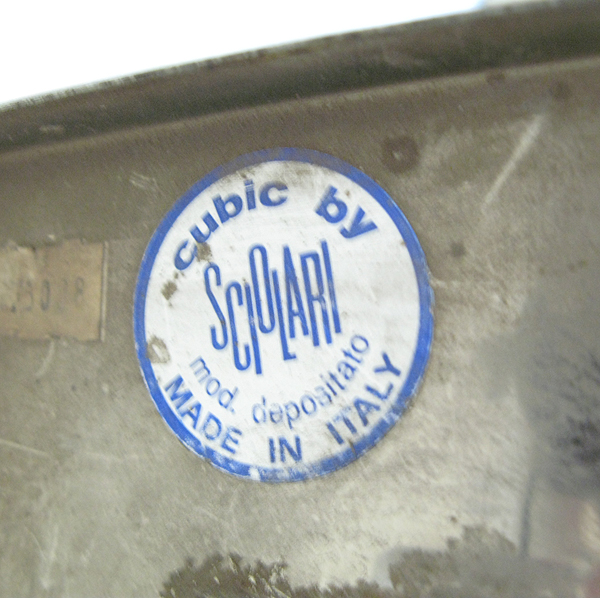 cubic by
SCIOLARI
mod. depositato
MADE IN ITALY